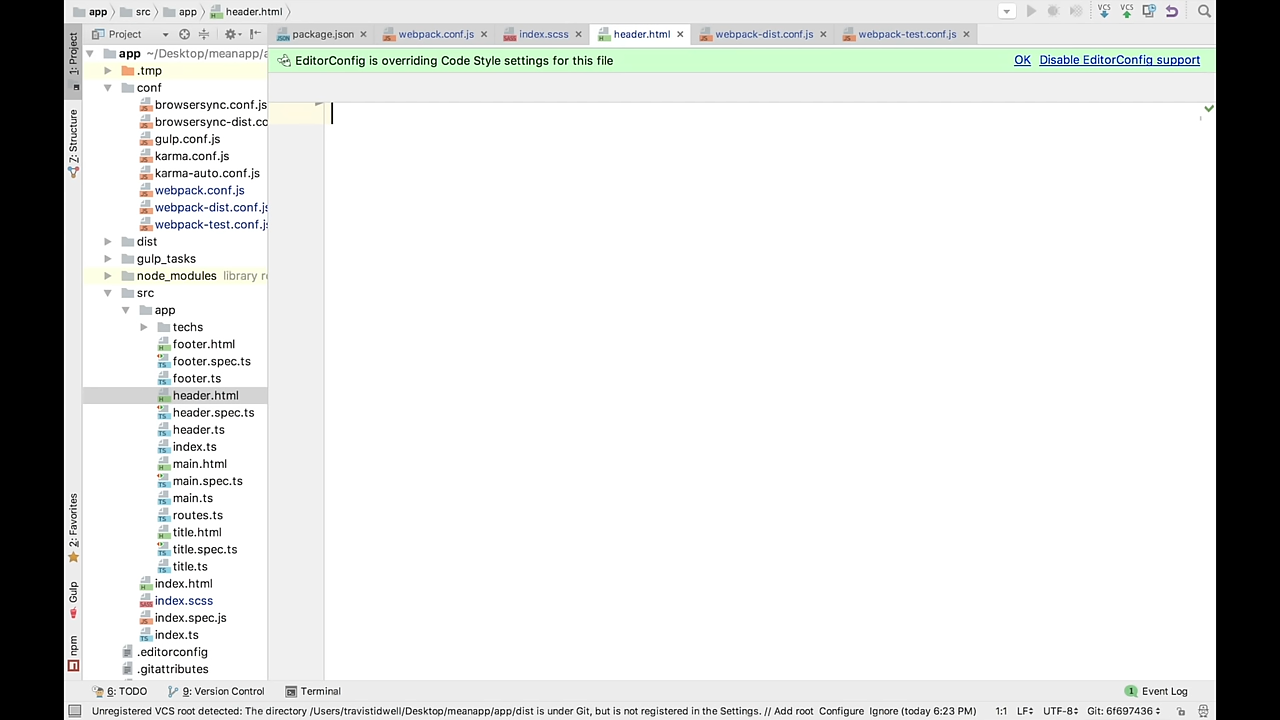 app src app header.html
1: Project
7: Structure
2: Favorites
Gulp
npm
Project
package.json webpack.conf.js index.scss header.html webpack-dist.conf.js webpack-test.conf.js
VCS VCS
EditorConfig is overriding Code Style settings for this file OK Disable EditorConfig support
app ~/Desktop/meanapp/a
.tmp
conf
browsersync.conf.js
browsersync-dist.co
gulp.conf.js
karma.conf.js
karma-auto.conf.js
webpack.conf.js
webpack-dist.conf.js
webpack-test.conf.js
dist
gulp_tasks
node_modules library ro
src
app
techs
footer.html
footer.spec.ts
footer.ts
header.html
header.spec.ts
header.ts
index.ts
main.html
main.spec.ts
main.ts
routes.ts
title.html
title.spec.ts
title.ts
index.html
index.scss
index.spec.js
index.ts
.editorconfig
.gitattributes
6: TODO 9: Version Control Terminal 1 Event Log
Unregistered VCS root detected: The directory /Users/travistidwell/Desktop/meanapp/app/dist is under Git, but is not registered in the Settings. // Add root Configure Ignore (today 6:23 PM) 1:1 LF÷ UTF-8÷ Git: 6f697436 ÷